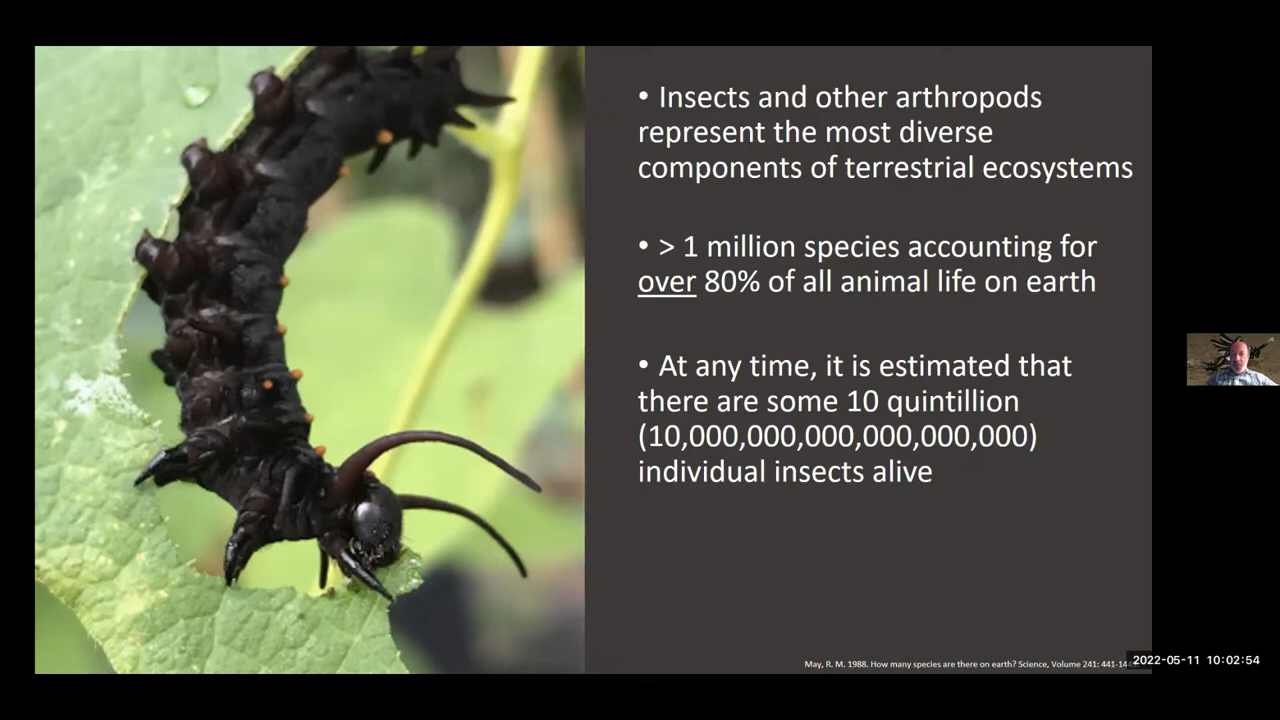 • Insects and other arthropods
represent the most diverse
components of terrestrial ecosystems
• > 1 million species accounting for
over 80% of all animal life on earth
• At any time, it is estimated that
there are some 10 quintillion
(10,000,000,000,000,000,000)
individual insects alive
May, R. M. 1988. How many species are there on earth? Science, Volume 241: 441-14
2022-05-11 10:02:54